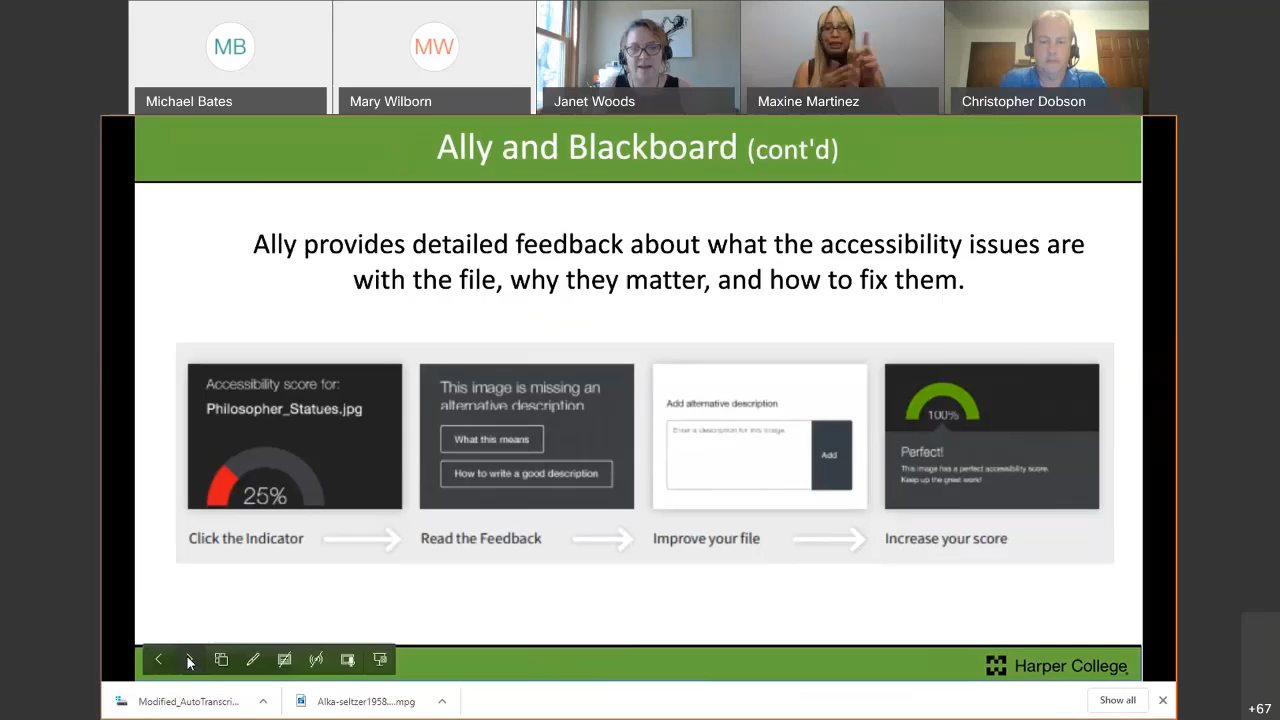 MB
MW
Michael Bates
Mary Wilborn
Janet Woods
Maxine Martinez
Christopher Dobson
Ally and Blackboard (cont'd)
Ally provides detailed feedback about what the accessibility issues are
with the file, why they matter, and how to fix them.
Accessibility score for:
Philosopher_Statues.jpg
25%
Click the Indicator
This image is missing an
alternative description
What this means
How to write a good description
Read the Feedback
Add alternative description
Enter a description for this image
Add
Improve your file
100%
Perfect!
This image has a perfect accessibility score.
Keep up the great work!
Increase your score
Harper College
Modified_AutoTranscri...
Alka-seltzer1958....mpg
Show all
+67